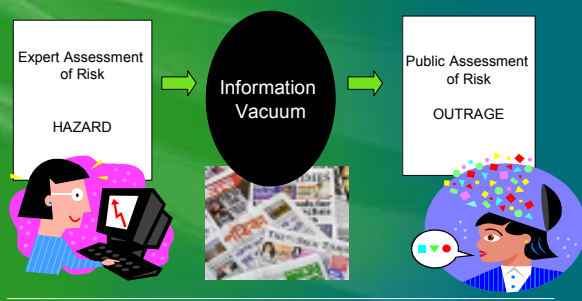 Expert Assessment
of Risk
HAZARD
Information
Vacuum
Public Assessment
of Risk
OUTRAGE